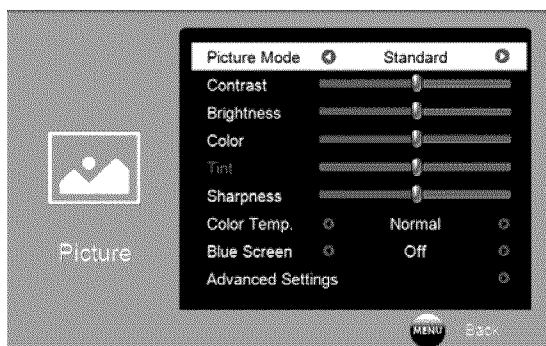 Picture Mode Standard
Contrast
Brightness
Color
Tint
Sharpness
Color Temp. Normal
Blue Screen Off
Advanced Settings
Picture
MENU Back